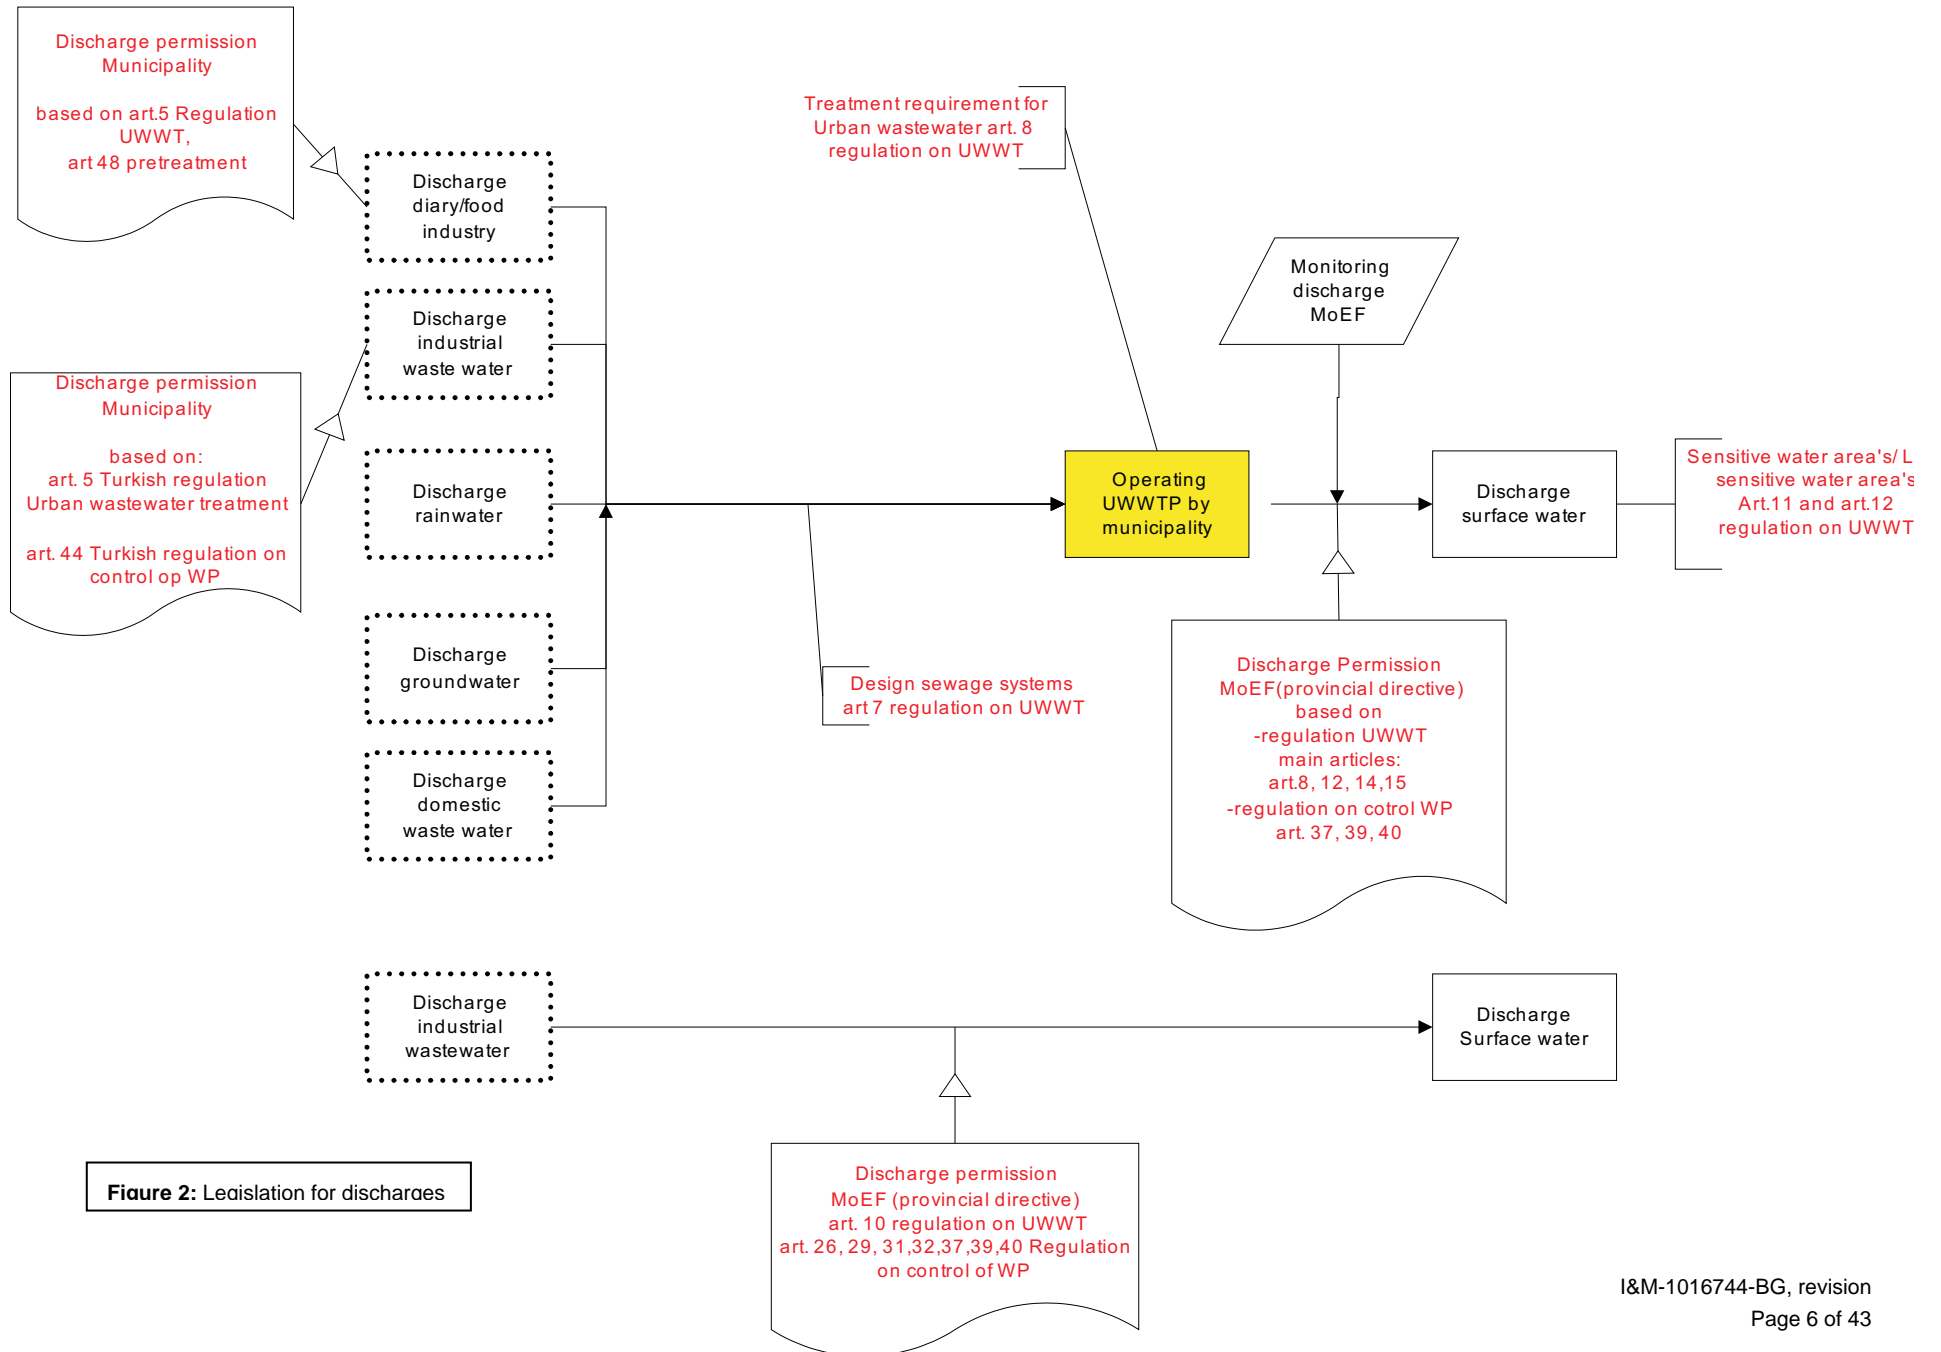 Discharge permission
Municipality
based on art.5 Regulation
UWWT,
art 48 pretreatment
Treatment requirement for
Urban wastewater art. 8
regulation on UWWT
Discharge
diary/food
industry
Monitoring
discharge
MoEF
Discharge
industrial
waste water
Discharge permission
Municipality
based on:
art. 5 Turkish regulation
Urban wastewater treatment
art. 44 Turkish regulation on
control op WP
Discharge
rainwater
Operating
UWWTP by
municipality
Discharge
surface water
Sensitive water area's/ L
sensitive water area's
Art.11 and art.12
regulation on UWWT
Discharge
groundwater
Design sewage systems
art 7 regulation on UWWT
Discharge Permission
MoEF(provincial directive)
based on
-regulation UWWT
main articles:
art.8, 12, 14,15
-regulation on cotrol WP
art. 37, 39, 40
Discharge
domestic
waste water
Discharge
industrial
wastewater
Discharge
Surface water
Discharge permission
MoEF (provincial directive)
art. 10 regulation on UWWT
art. 26, 29, 31,32,37,39,40 Regulation
on control of WP
Figure 2: Legislation for discharges
I&M-1016744-BG, revision
Page 6 of 43